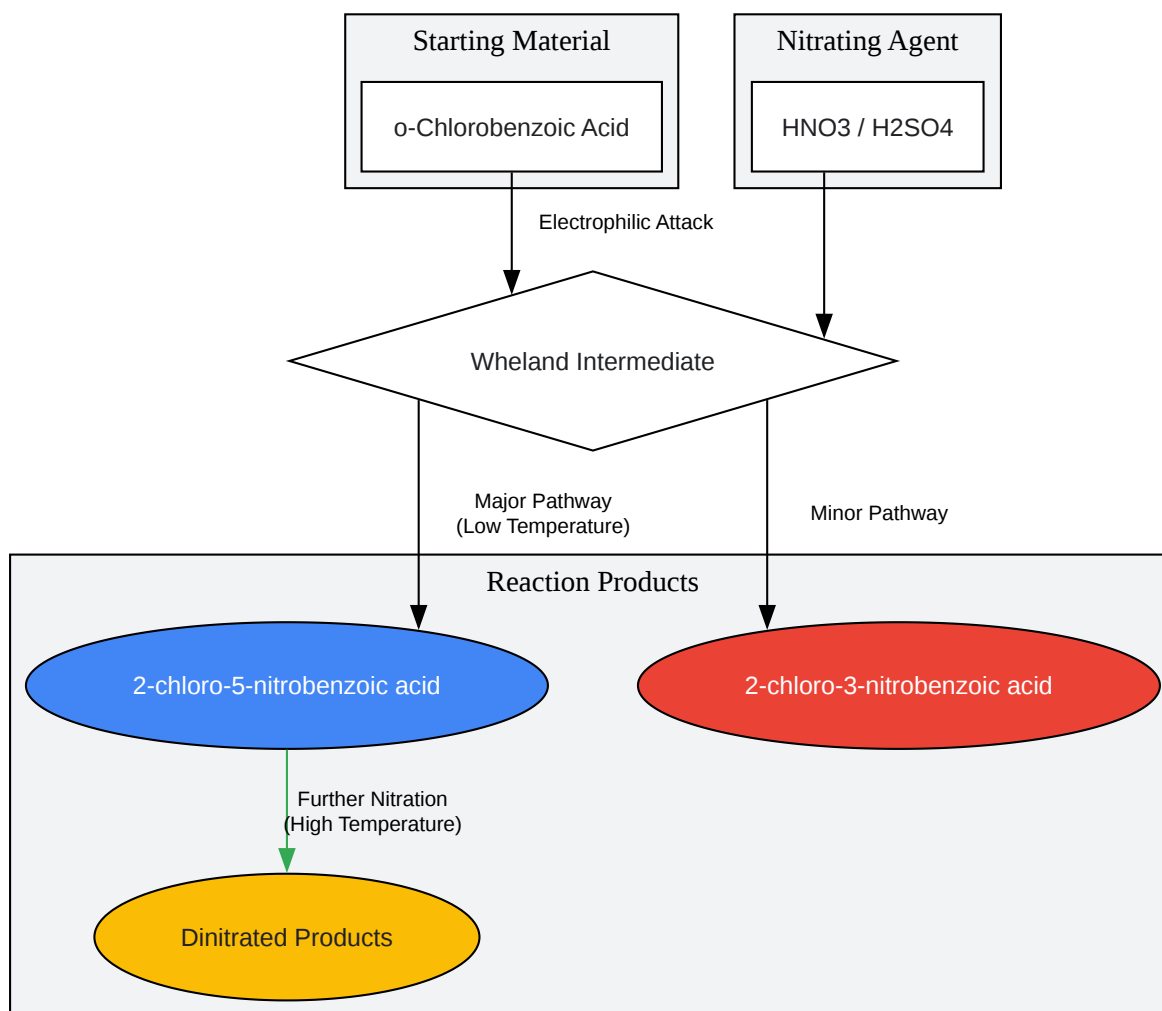 Starting Material
Nitrating Agent
o-Chlorobenzoic Acid
HNO3 / H2SO4
Electrophilic Attack
Wheland Intermediate
Major Pathway
(Low Temperature)
Minor Pathway
Reaction Products
2-chloro-5-nitrobenzoic acid
2-chloro-3-nitrobenzoic acid
Further Nitration
(High Temperature)
Dinitrated Products